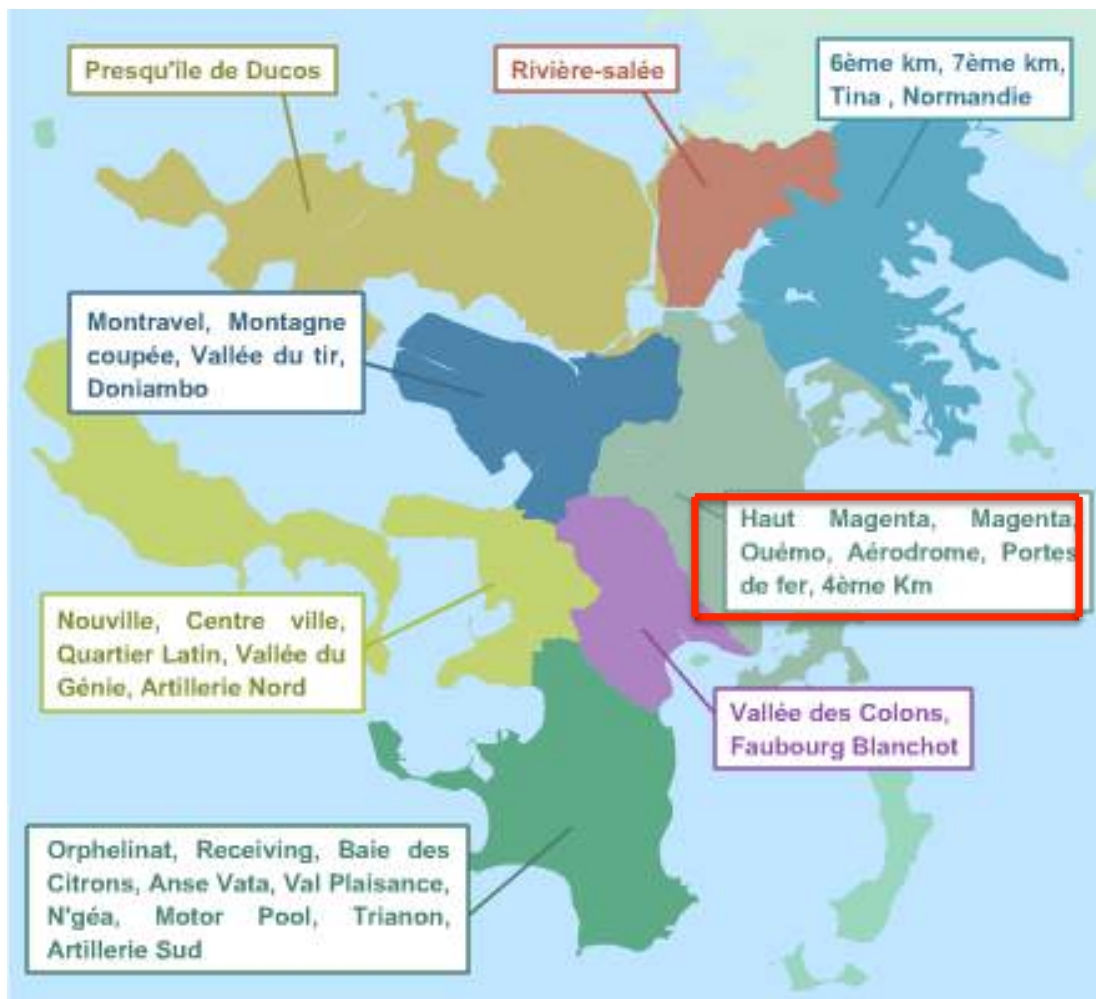 Presqu'île de Ducos
Rivière-salée
6ème km, 7ème km,
Tina , Normandie
Montravel, Montagne
coupée, Vallée du tir,
Doniambo
Haut Magenta, Magenta,
Ouémo, Aérodrome, Portes
de fer, 4ème Km
Nouville, Centre ville,
Quartier Latin, Vallée du
Génie, Artillerie Nord
Vallée des Colons,
Faubourg Blanchot
Orphelinat, Receiving, Baie des
Citrons, Anse Vata, Val Plaisance,
N'géa, Motor Pool, Trianon,
Artillerie Sud